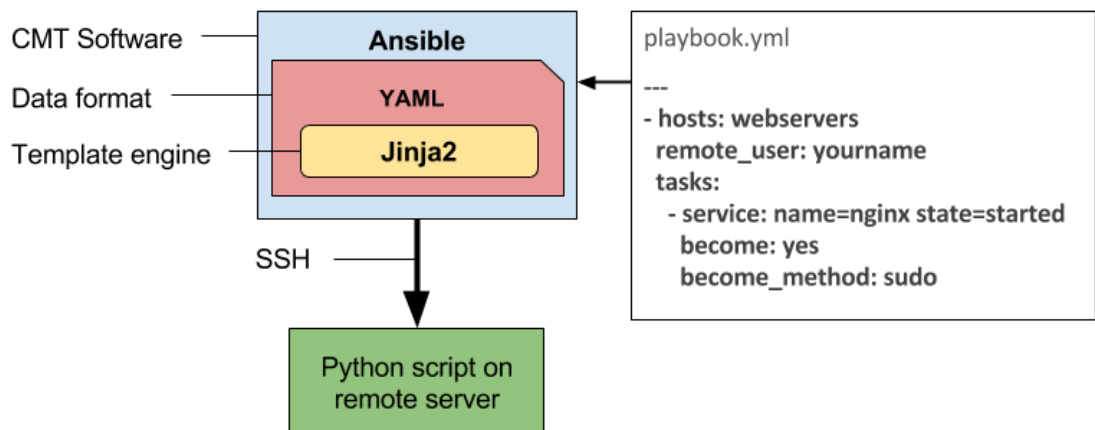 CMT Software
Data format
Template engine
Ansible
YAML
Jinja2
SSH
Python script on
remote server
playbook.yml
---
- hosts: webservers
  remote_user: yourname
  tasks:
    - service: name=nginx state=started
      become: yes
      become_method: sudo